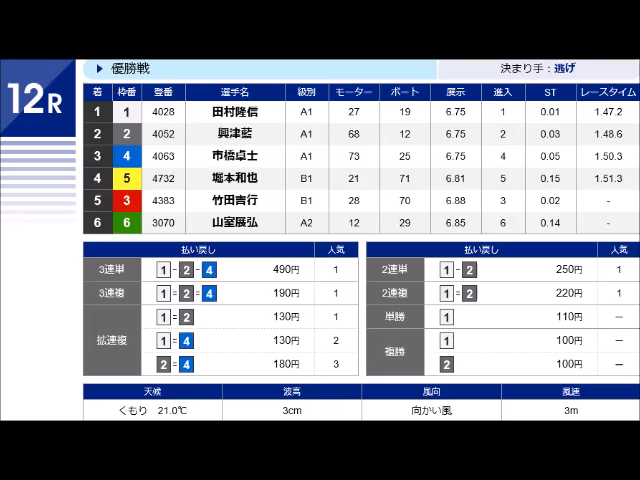 12R
▶ 優勝戦 決まり手：逃げ
着 枠番 登番 選手名 級別 モーター ボート 展示 進入 ST レースタイム
1 1 4028 田村隆信 A1 27 19 6.75 1 0.01 1.47.2
2 2 4052 興津藍 A1 68 12 6.75 2 0.03 1.48.6
3 4 4063 市橋卓士 A1 73 25 6.75 4 0.05 1.50.3
4 5 4732 堀本和也 B1 21 71 6.81 5 0.15 1.51.3
5 3 4383 竹田吉行 B1 28 70 6.88 3 0.02 -
6 6 3070 山室展弘 A2 12 29 6.85 6 0.14 -
払い戻し 人気
3連単 1-2-4 490円 1
3連複 1=2=4 190円 1
拡連複 1=2 130円 1
1=4 130円 2
2=4 180円 3
払い戻し 人気
2連単 1-2 250円 1
2連複 1=2 220円 1
単勝 1 110円 －
複勝 1 100円 －
2 100円 －
天候 波高 風向 風速
くもり 21.0℃ 3cm 向かい風 3m